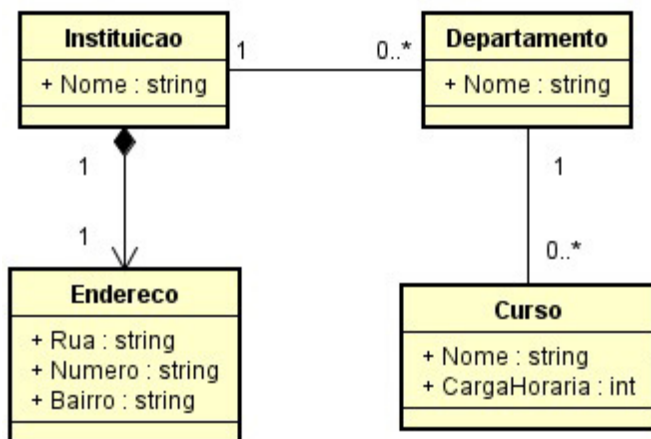 Instituicao
+ Nome : string
1
0..*
Departamento
+ Nome : string
1
1
Endereco
+ Rua : string
+ Numero : string
+ Bairro : string
1
0..*
Curso
+ Nome : string
+ CargaHoraria : int